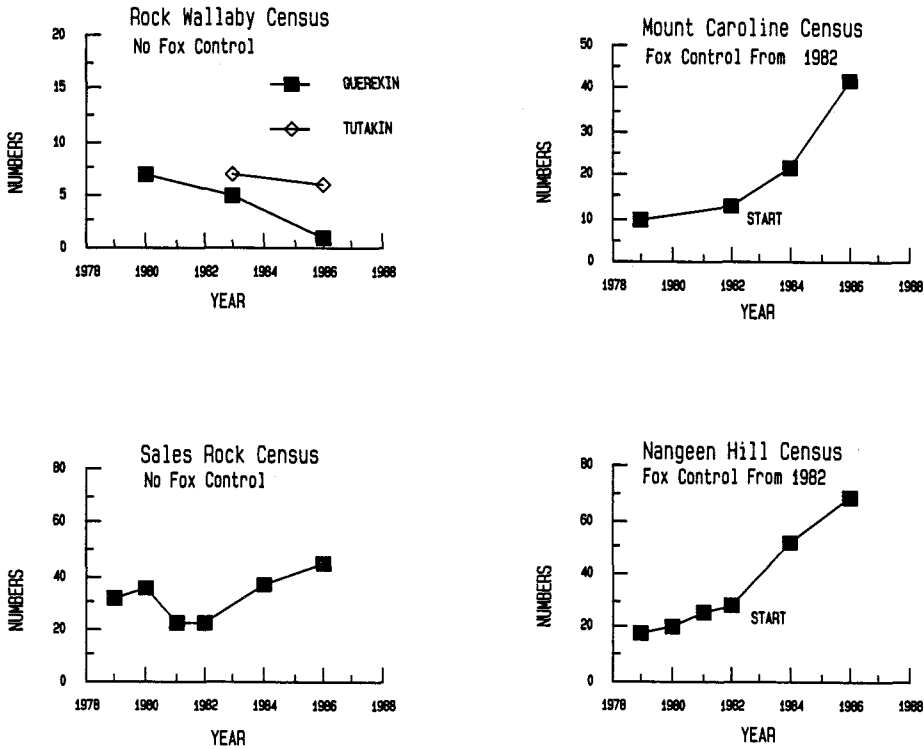 Rock Wallaby Census
No Fox Control
20
15
10
5
0
NUMBERS
QUEREKIN
TUTAKIN
1978 1980 1982 1984 1986 1988
YEAR
Mount Caroline Census
Fox Control From 1982
50
40
30
20
10
0
NUMBERS
START
1978 1980 1982 1984 1986 1988
YEAR
Sales Rock Census
No Fox Control
80
60
40
20
0
NUMBERS
1978 1980 1982 1984 1986 1988
YEAR
Nangeen Hill Census
Fox Control From 1982
80
60
40
20
0
NUMBERS
START
1978 1980 1982 1984 1986 1988
YEAR